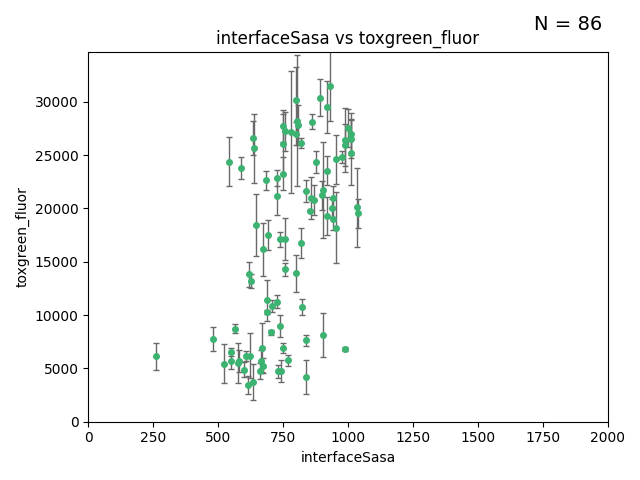 N = 86
interfaceSasa vs toxgreen_fluor
toxgreen_fluor
30000
25000
20000
15000
10000
5000
0
0 250 500 750 1000 1250 1500 1750 2000
interfaceSasa